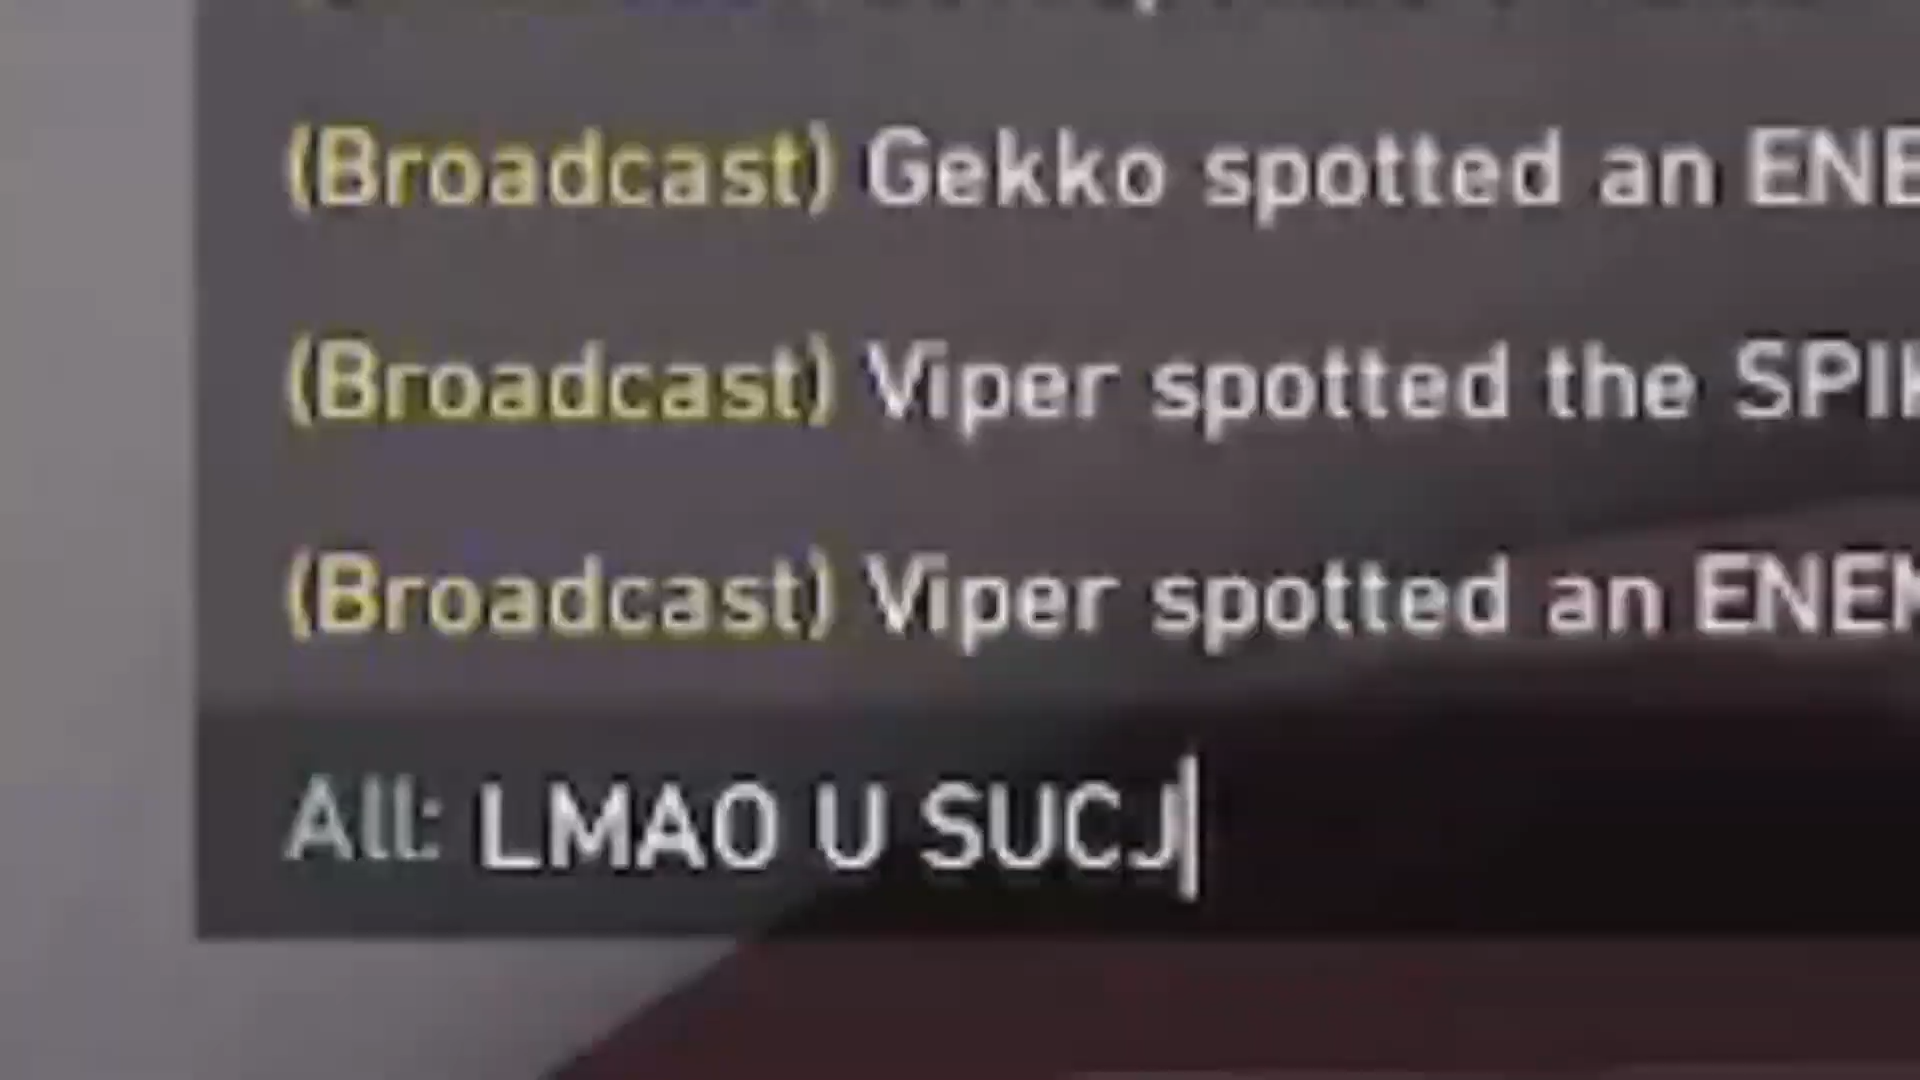 (Broadcast) Gekko spotted an ENE
(Broadcast) Viper spotted the SPIK
(Broadcast) Viper spotted an ENEM
All: LMAO U SUCJ